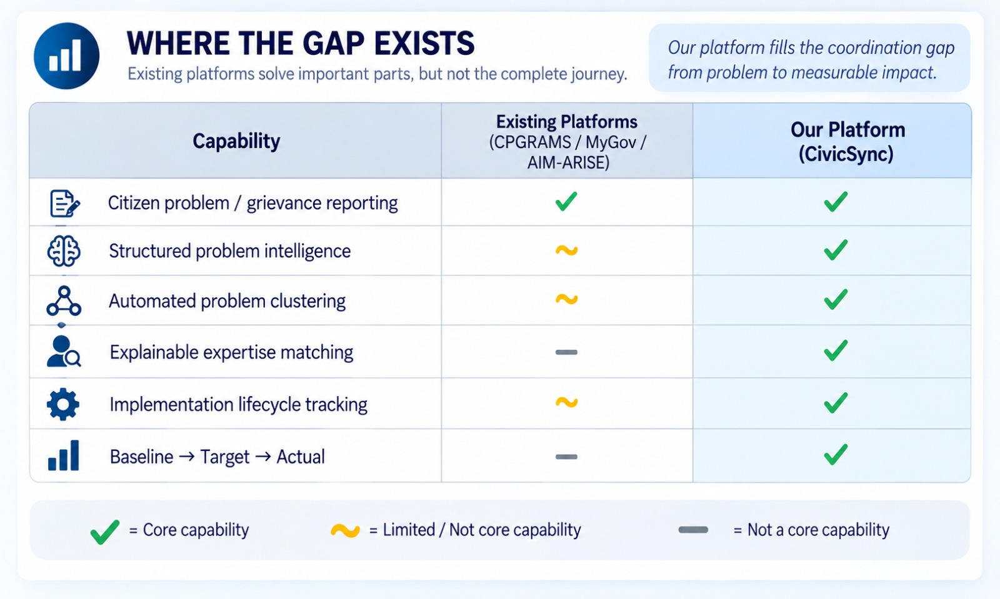 WHERE THE GAP EXISTS
Existing platforms solve important parts, but not the complete journey.
Our platform fills the coordination gap
from problem to measurable impact.
Capability
Existing Platforms
(CPGRAMS / MyGov /
AIM-ARISE)
Our Platform
(CivicSync)
Citizen problem / grievance reporting
Structured problem intelligence
Automated problem clustering
Explainable expertise matching
Implementation lifecycle tracking
Baseline → Target → Actual
= Core capability
= Limited / Not core capability
= Not a core capability